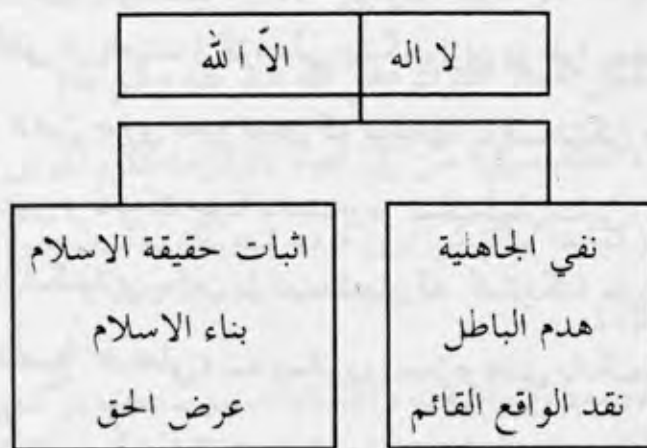 لا اله الاّ الله
نفي الجاهلية
هدم الباطل
نقد الواقع القائم
اثبات حقيقة الاسلام
بناء الاسلام
عرض الحق